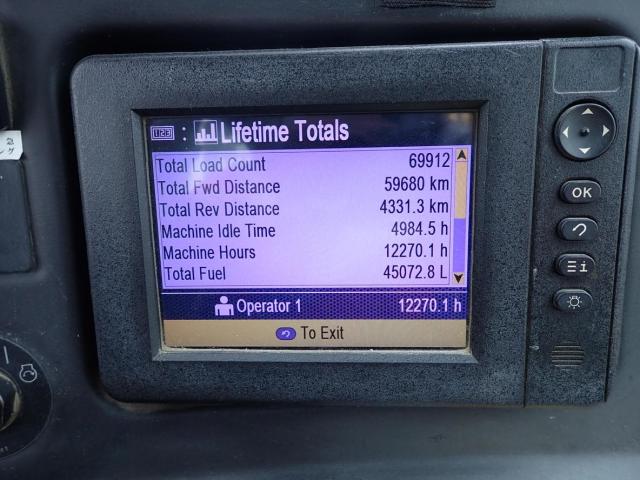 123 : Lifetime Totals
Total Load Count 69912
Total Fwd Distance 59680 km
Total Rev Distance 4331.3 km
Machine Idle Time 4984.5 h
Machine Hours 12270.1 h
Total Fuel 45072.8 L
Operator 1 12270.1 h
To Exit
OK
i